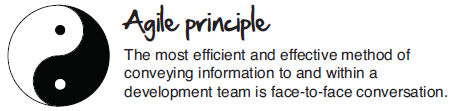 Agile principle
The most efficient and effective method of
conveying information to and within a
development team is face-to-face conversation.